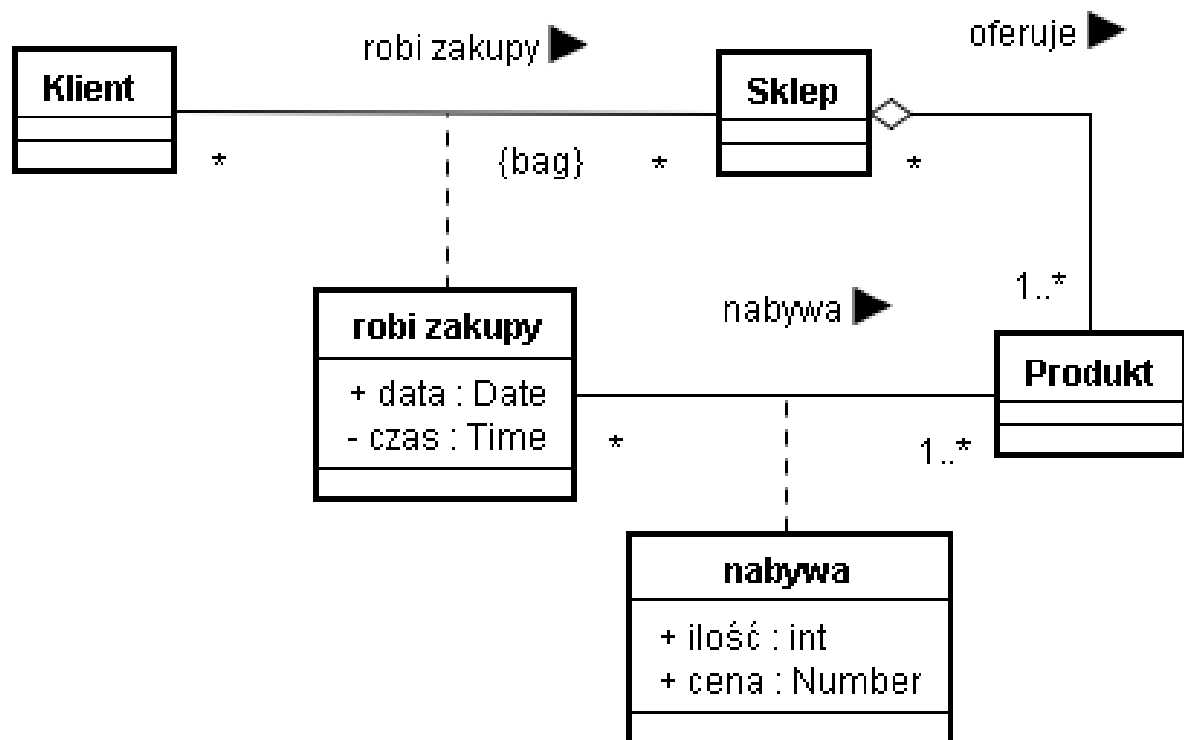 robi zakupy
oferuje
Klient
Sklep
*
{bag}
*
*
1..*
nabywa
robi zakupy
+ data : Date
- czas : Time
Produkt
*
1..*
nabywa
+ ilość : int
+ cena : Number